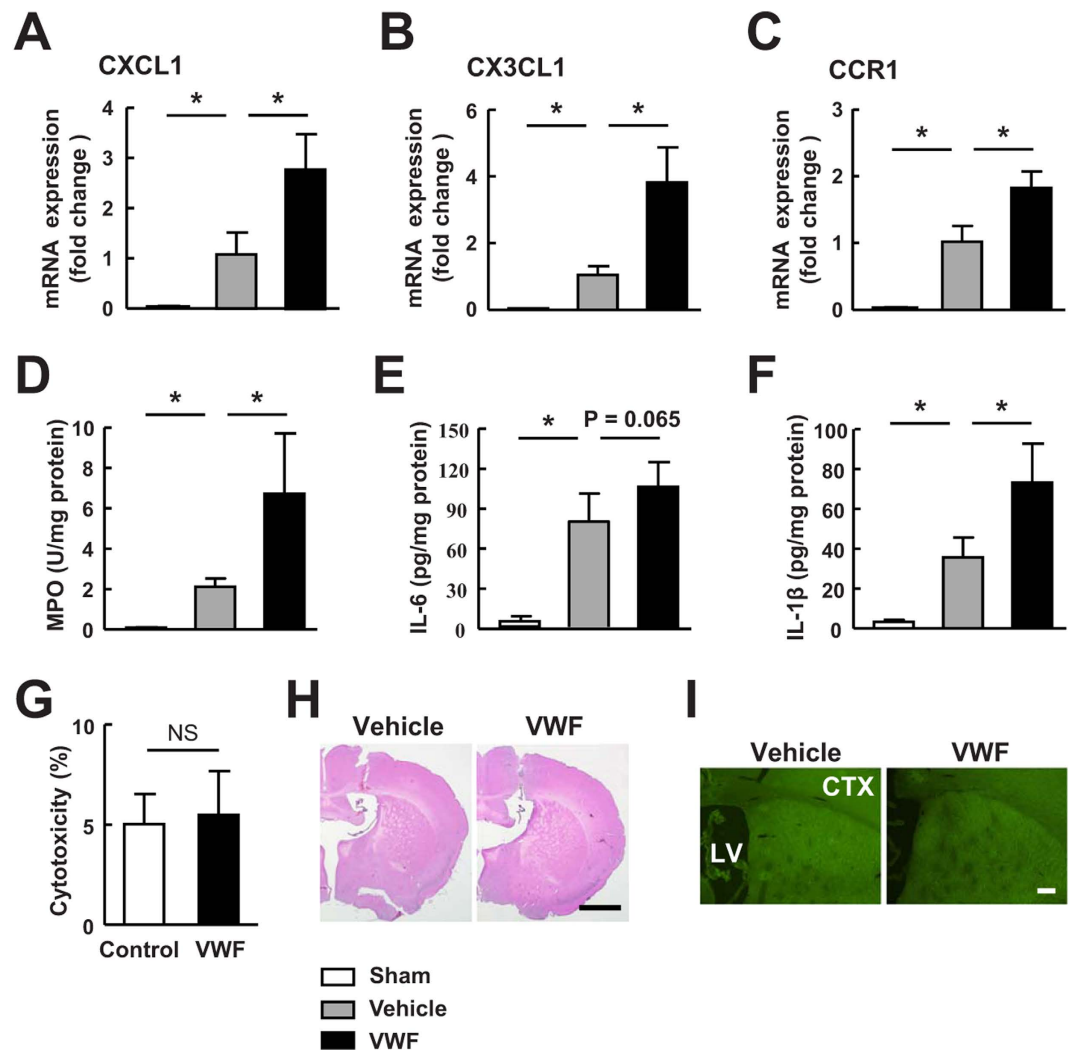 A
B
C
CXCL1
CX3CL1
CCR1
* *
* *
* *
mRNA expression
(fold change )
4
3
2
1
0
mRNA expression
(fold change )
6
4
2
0
mRNA expression
(fold change )
3
2
1
0
D
E
F
* *
* P = 0.065
* *
MPO (U/mg protein)
10
8
6
4
2
0
IL-6 (pg/mg protein)
150
120
90
60
30
0
IL-1β (pg/mg protein)
100
80
60
40
20
0
G
H
I
NS
Cytotoxicity (%)
10
5
0
Control VWF
Vehicle VWF
Vehicle VWF
CTX
LV
Sham
Vehicle
VWF